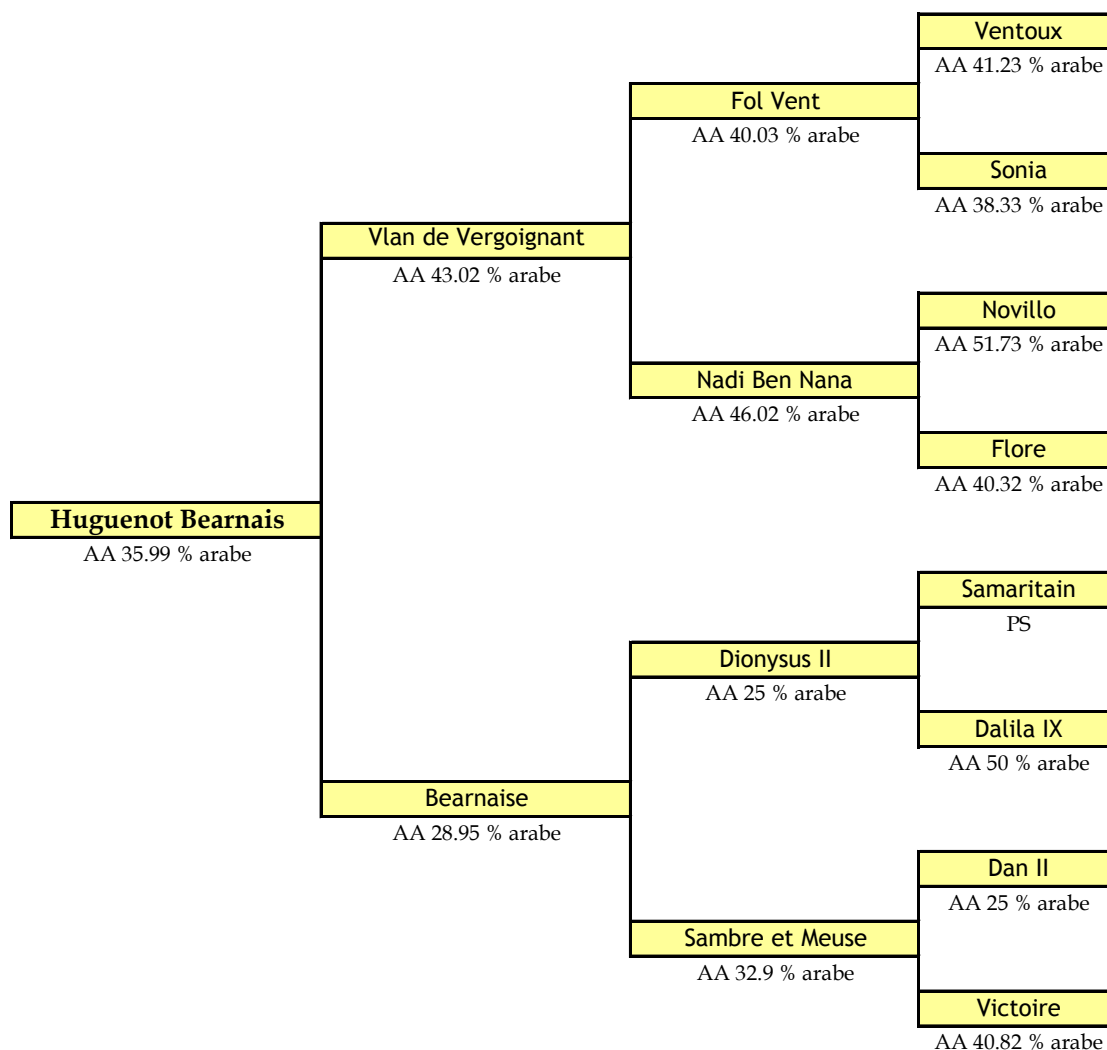 Ventoux
AA 41.23 % arabe
Fol Vent
AA 40.03 % arabe
Sonia
AA 38.33 % arabe
Vlan de Vergoignant
AA 43.02 % arabe
Novillo
AA 51.73 % arabe
Nadi Ben Nana
AA 46.02 % arabe
Flore
AA 40.32 % arabe
Huguenot Bearnais
AA 35.99 % arabe
Samaritain
PS
Dionysus II
AA 25 % arabe
Dalila IX
AA 50 % arabe
Bearnaise
AA 28.95 % arabe
Dan II
AA 25 % arabe
Sambre et Meuse
AA 32.9 % arabe
Victoire
AA 40.82 % arabe